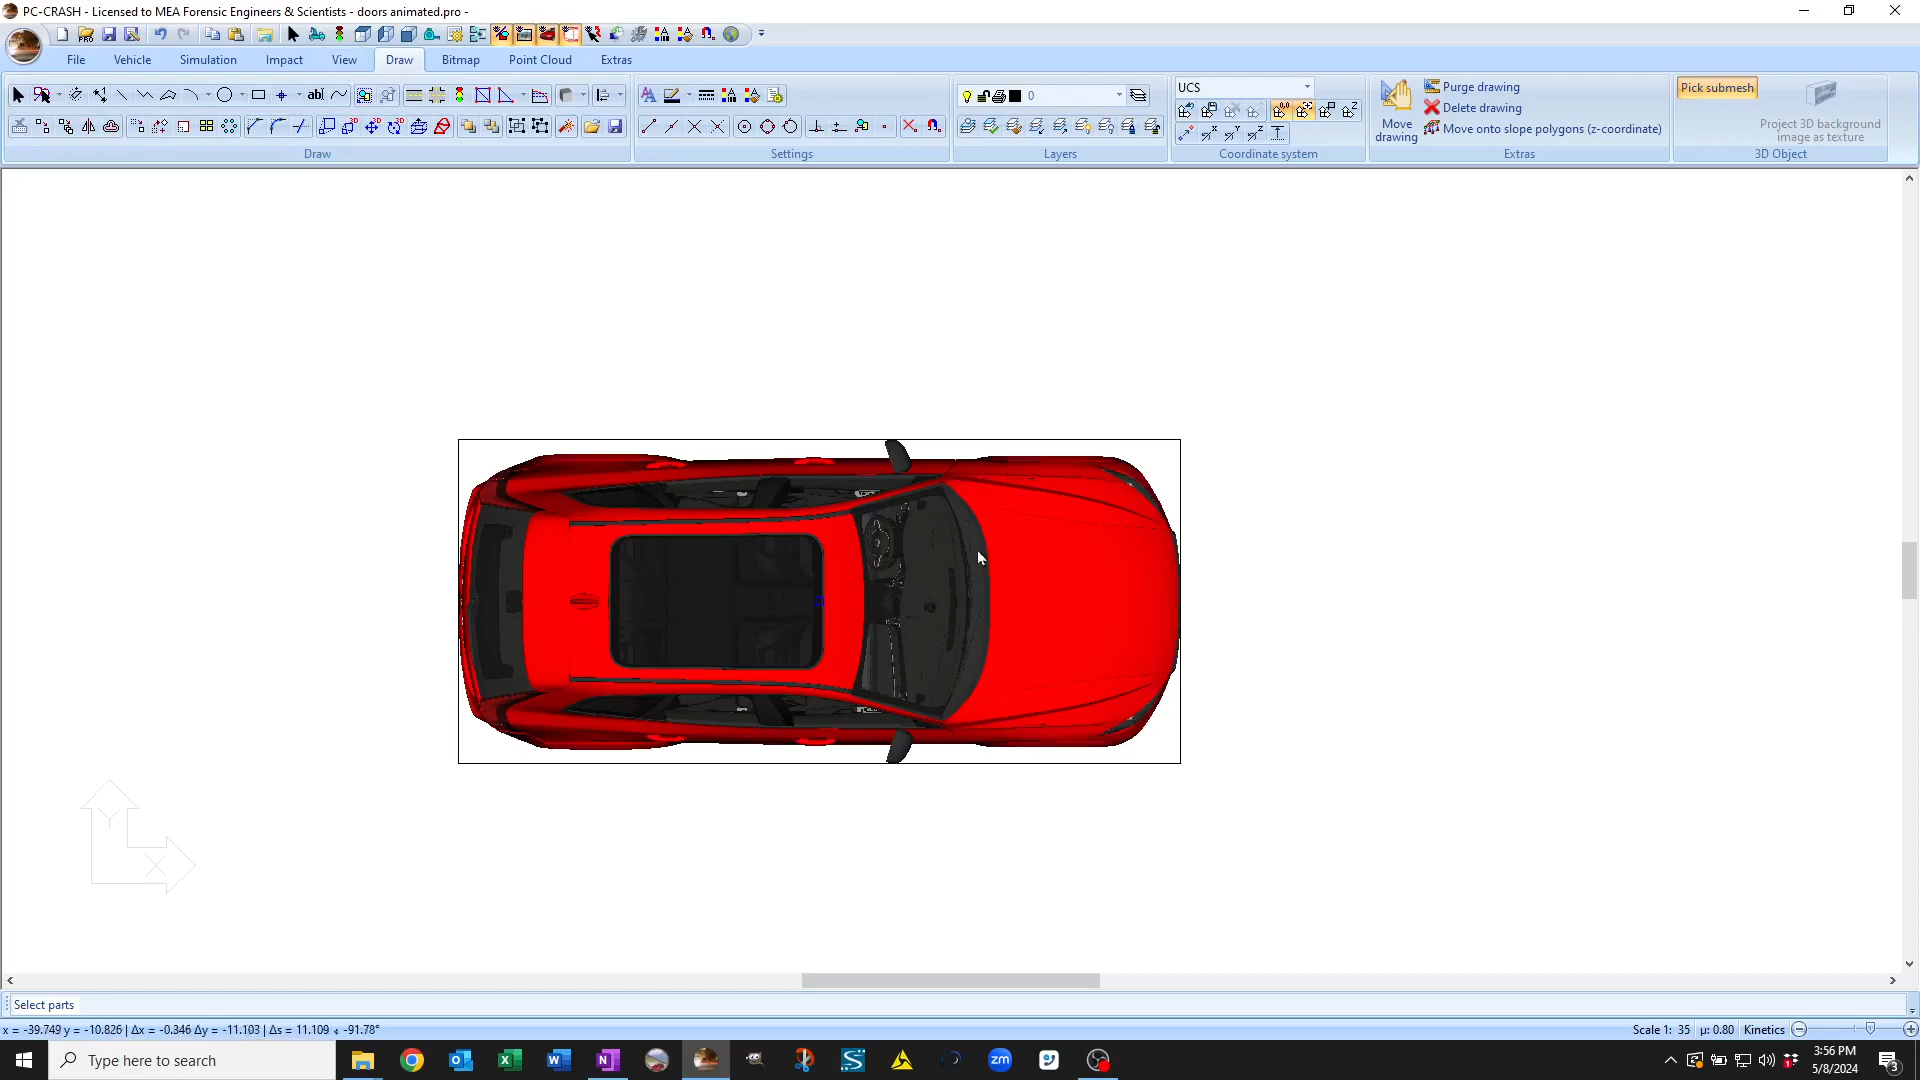 PC-CRASH - Licensed to MEA Forensic Engineers & Scientists - doors animated.pro -
File Vehicle Simulation Impact View Draw Bitmap Point Cloud Extras
ab
0
UCS
Move drawing
Purge drawing
Delete drawing
Move onto slope polygons (z-coordinate)
Pick submesh
Project 3D background image as texture
Draw Settings Layers Coordinate system Extras 3D Object
Y
X
Select parts
x = -39.749 y = -10.826 | Δx = -0.346 Δy = -11.103 | Δs = 11.109 ∠ -91.78°
Scale 1: 35 µ: 0.80 Kinetics
Type here to search
3:56 PM
5/8/2024